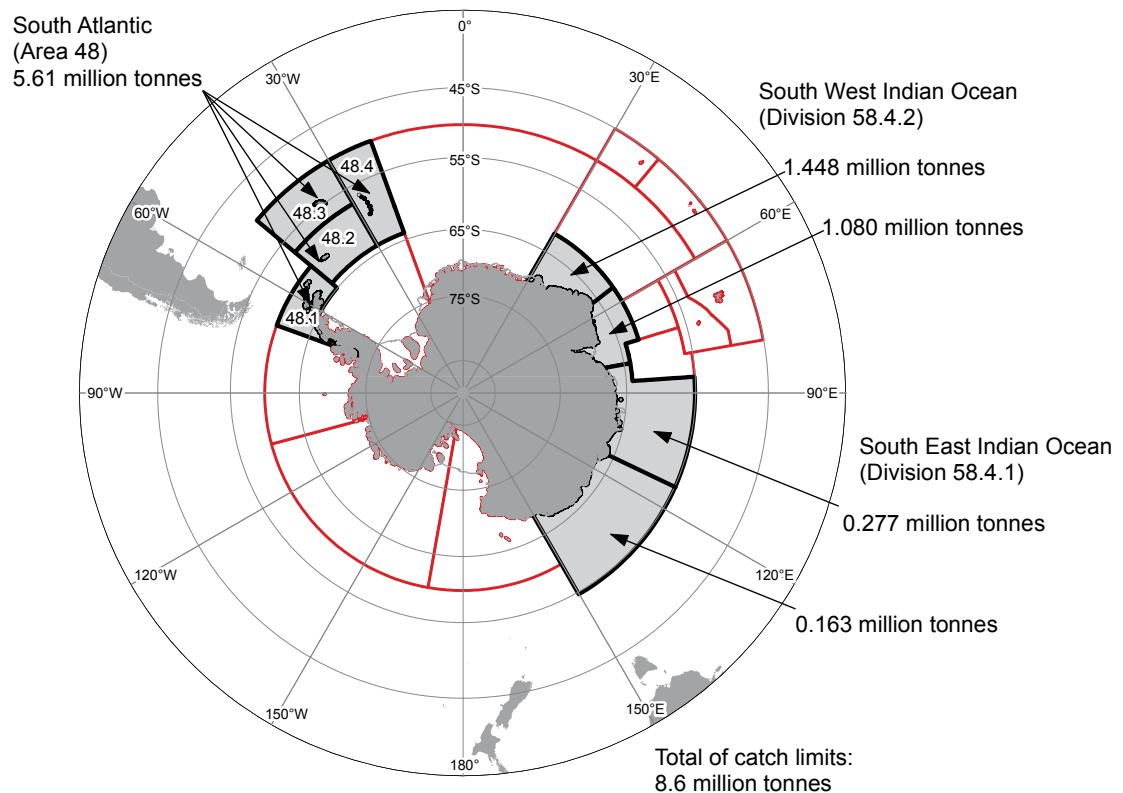 South Atlantic
(Area 48)
5.61 million tonnes
0°
30°W
30°E
45°S
South West Indian Ocean
(Division 58.4.2)
55°S
48.4
1.448 million tonnes
48.3
60°W
60°E
48.2
65°S
1.080 million tonnes
75°S
48.1
90°W
90°E
South East Indian Ocean
(Division 58.4.1)
0.277 million tonnes
120°W
120°E
0.163 million tonnes
150°W
150°E
180°
Total of catch limits:
8.6 million tonnes